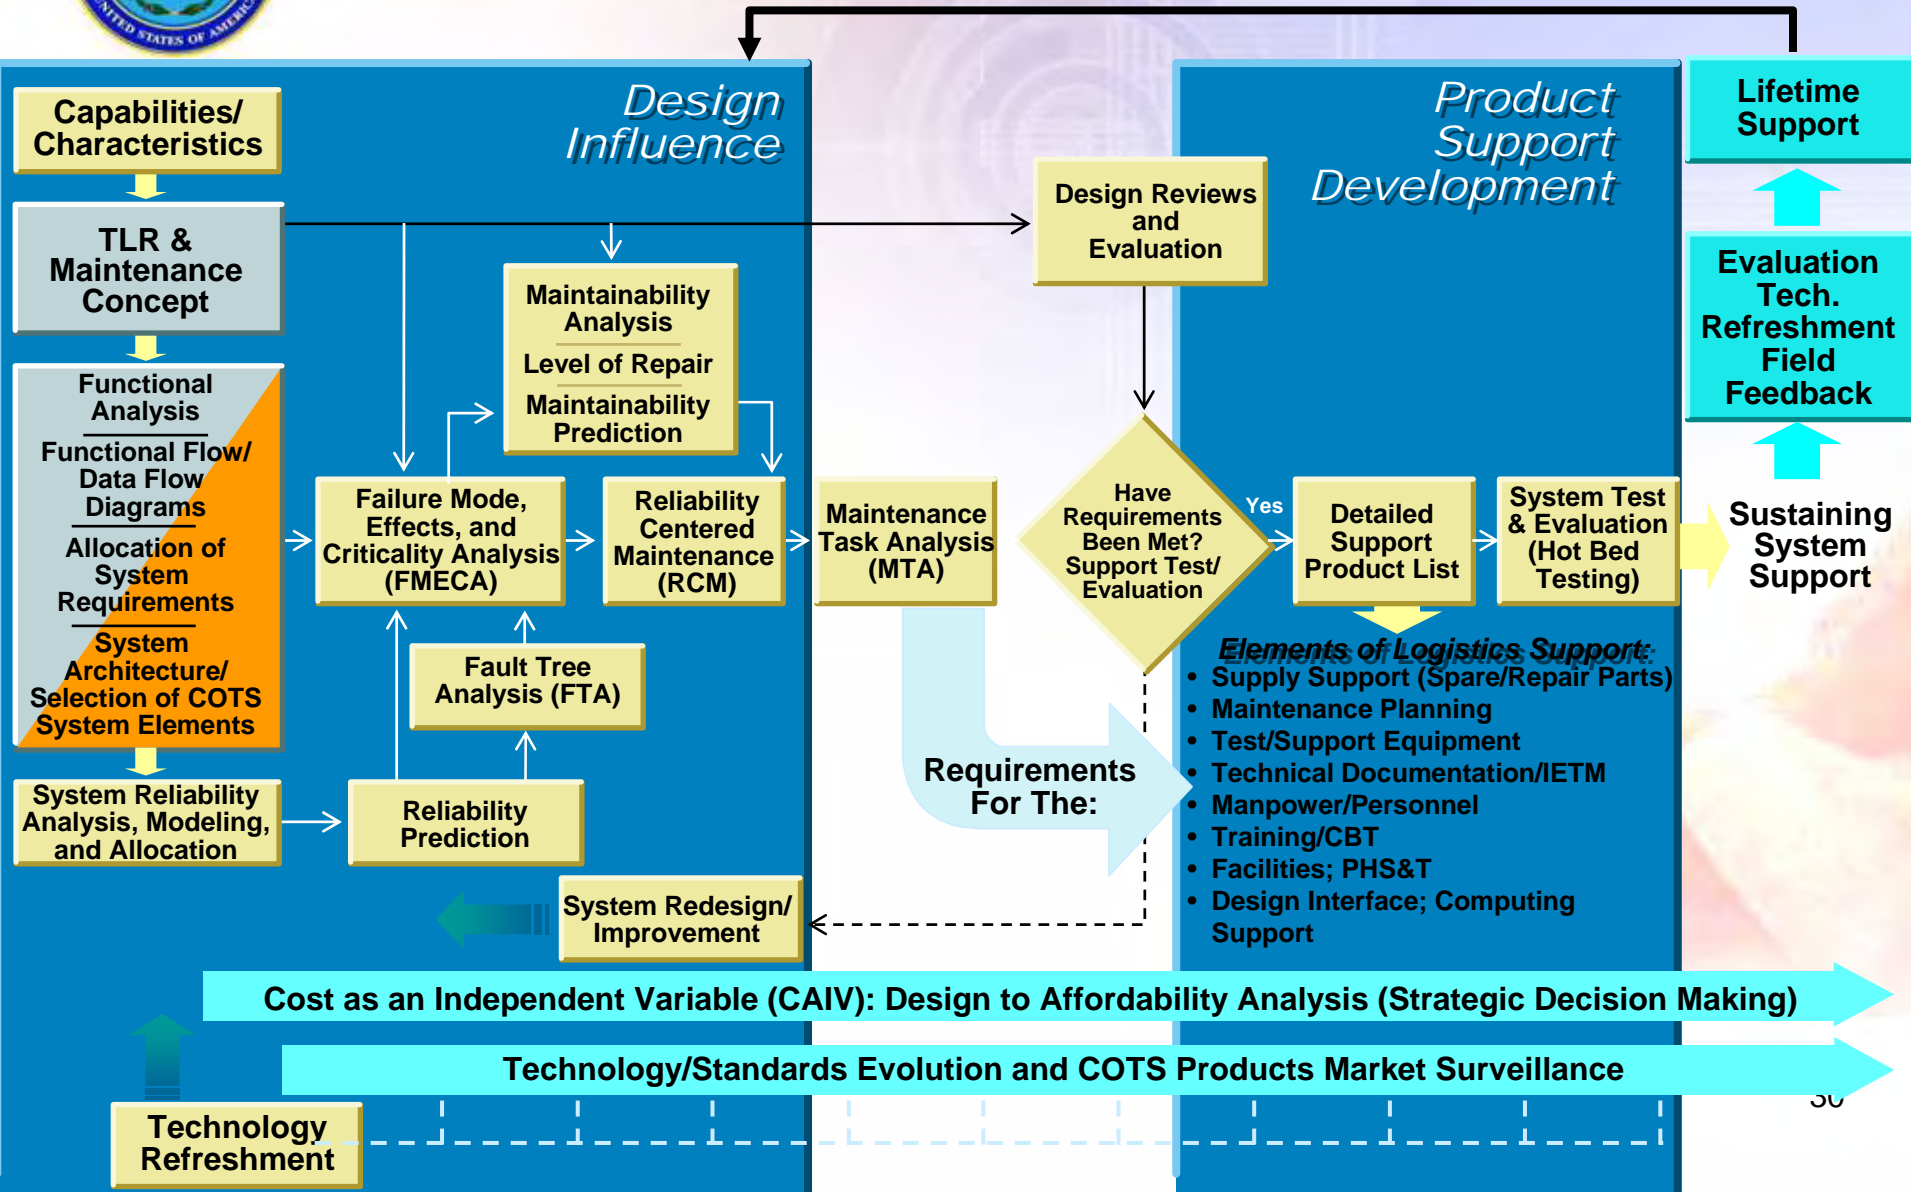 UNITED STATES OF AMERICA
Design
Influence
Capabilities/
Characteristics
TLR &
Maintenance
Concept
Functional
Analysis
Functional Flow/
Data Flow
Diagrams
Allocation of
System
Requirements
System
Architecture/
Selection of COTS
System Elements
System Reliability
Analysis, Modeling,
and Allocation
Maintainability
Analysis
Level of Repair
Maintainability
Prediction
Failure Mode,
Effects, and
Criticality Analysis
(FMECA)
Reliability
Centered
Maintenance
(RCM)
Fault Tree
Analysis (FTA)
Reliability
Prediction
System Redesign/
Improvement
Maintenance
Task Analysis
(MTA)
Requirements
For The:
Product
Support
Development
Design Reviews
and
Evaluation
Have
Requirements
Been Met?
Support Test/
Evaluation
Yes
Detailed
Support
Product List
System Test
& Evaluation
(Hot Bed
Testing)
Elements of Logistics Support:
• Supply Support (Spare/Repair Parts)
• Maintenance Planning
• Test/Support Equipment
• Technical Documentation/IETM
• Manpower/Personnel
• Training/CBT
• Facilities; PHS&T
• Design Interface; Computing
Support
Lifetime
Support
Evaluation
Tech.
Refreshment
Field
Feedback
Sustaining
System
Support
Cost as an Independent Variable (CAIV): Design to Affordability Analysis (Strategic Decision Making)
Technology/Standards Evolution and COTS Products Market Surveillance
Technology
Refreshment
30